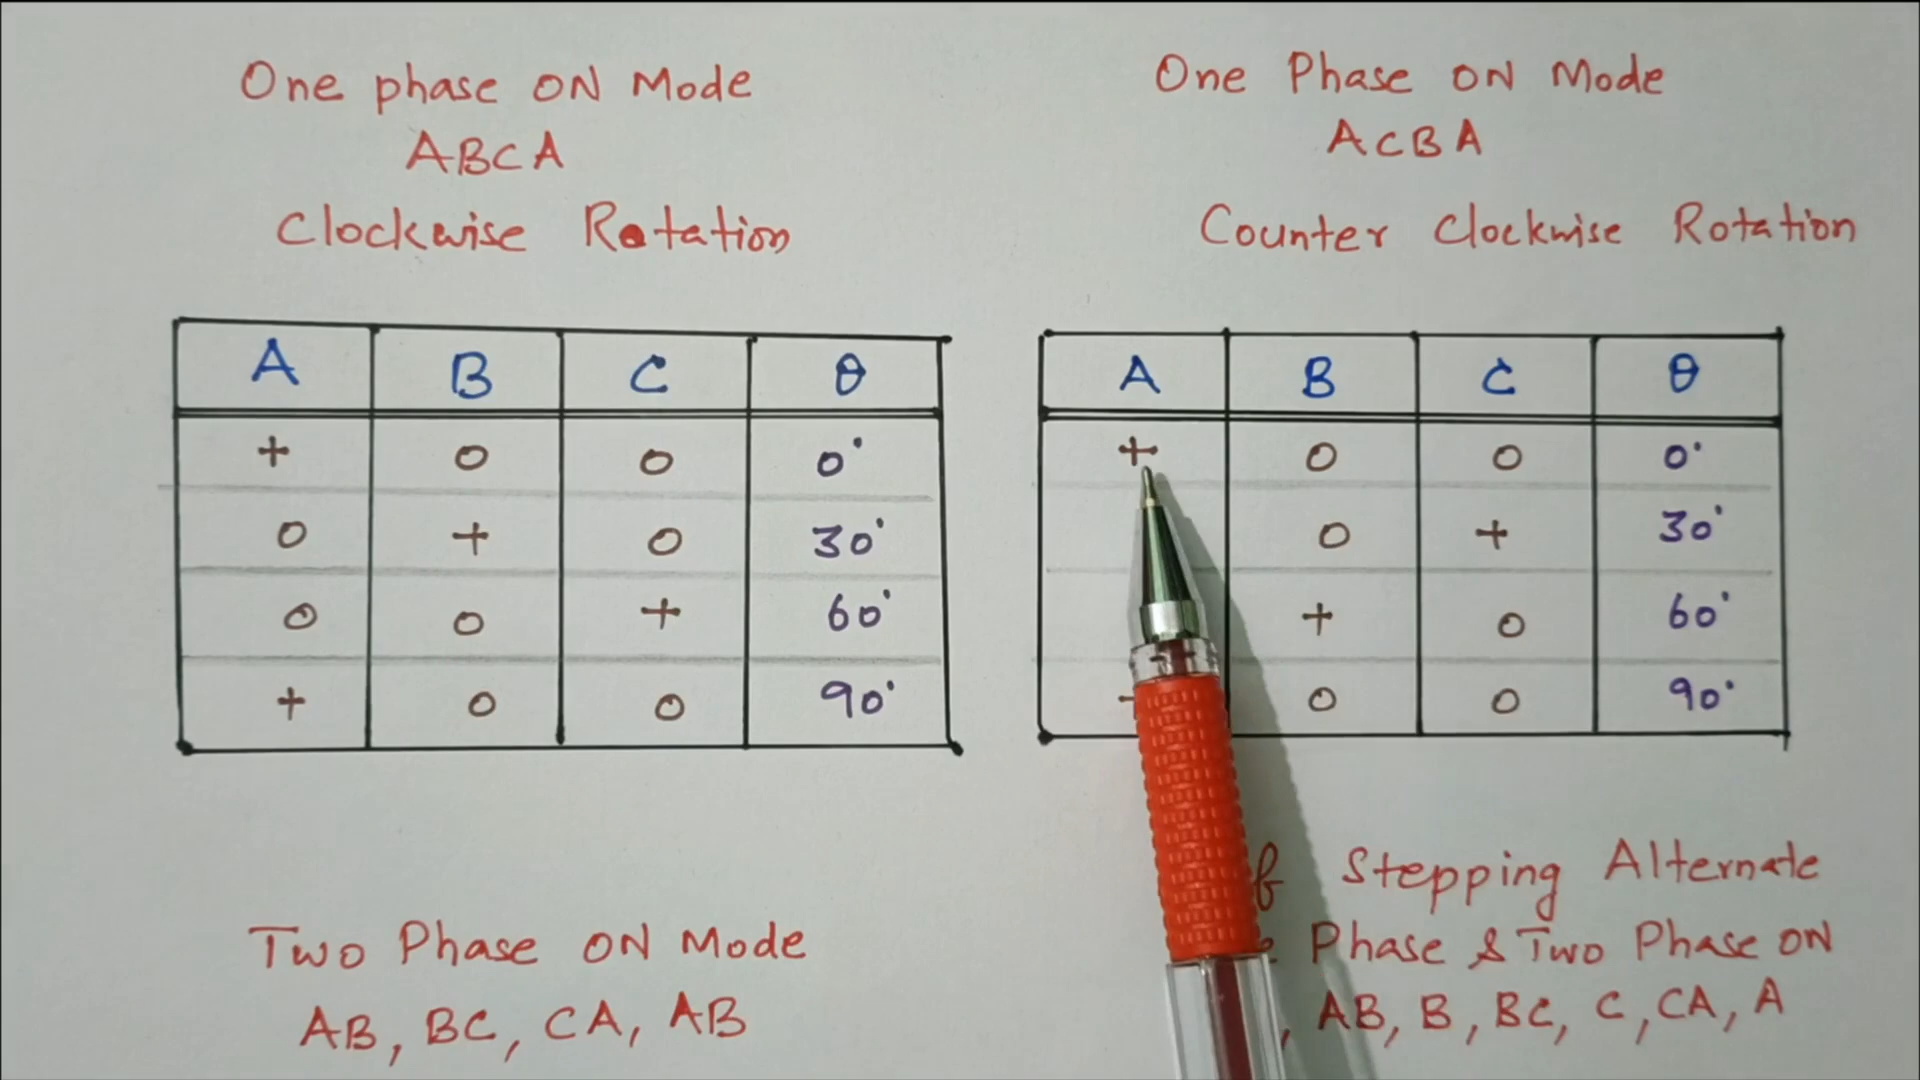 One phase ON Mode
ABCA
Clockwise Rotation
A B C θ
+ 0 0 0°
0 + 0 30°
0 0 + 60°
+ 0 0 90°
Two Phase ON Mode
AB, BC, CA, AB
One Phase ON Mode
ACBA
Counter Clockwise Rotation
A B C θ
+ 0 0 0°
0 + 30°
+ 0 60°
0 0 90°
Stepping Alternate
Phase & Two Phase ON
, AB, B, BC, C, CA, A